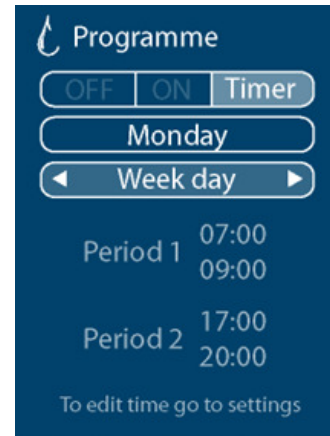 Programme
OFF ON Timer
Monday
Week day
Period 1 07:00
09:00
Period 2 17:00
20:00
To edit time go to settings